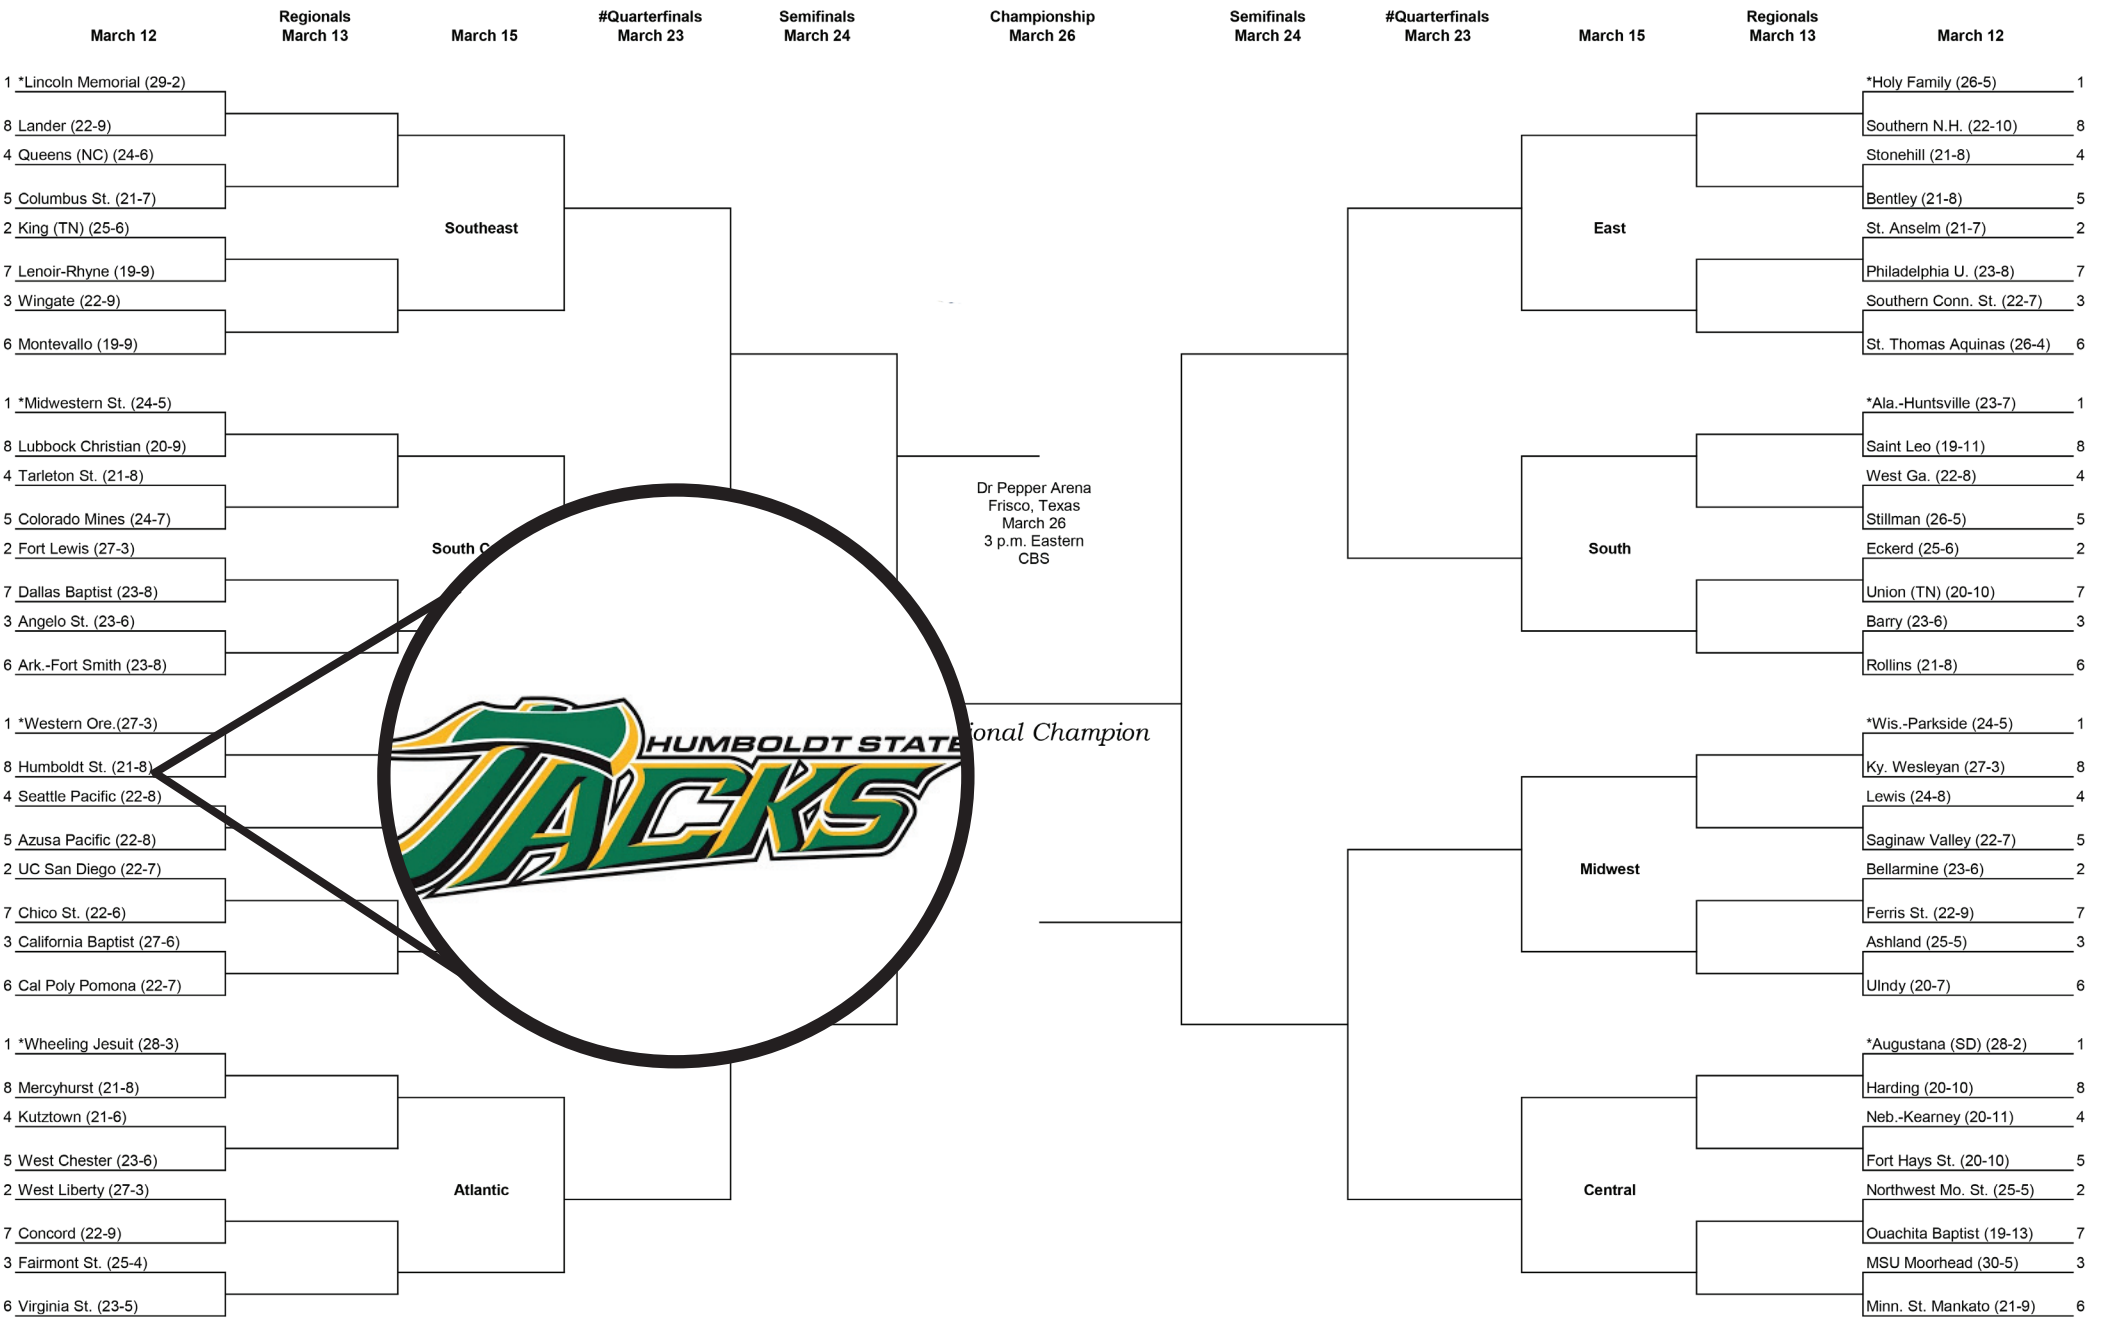 Regionals
#Quarterfinals
Semifinals
Championship
Semifinals
#Quarterfinals
Regionals
March 12
March 13
March 15
March 23
March 24
March 26
March 24
March 23
March 15
March 13
March 12
1 *Lincoln Memorial (29-2)
8 Lander (22-9)
4 Queens (NC) (24-6)
5 Columbus St. (21-7)
2 King (TN) (25-6)
Southeast
7 Lenoir-Rhyne (19-9)
3 Wingate (22-9)
6 Montevallo (19-9)
1 *Midwestern St. (24-5)
8 Lubbock Christian (20-9)
4 Tarleton St. (21-8)
5 Colorado Mines (24-7)
2 Fort Lewis (27-3)
South C
7 Dallas Baptist (23-8)
3 Angelo St. (23-6)
6 Ark.-Fort Smith (23-8)
1 *Western Ore.(27-3)
8 Humboldt St. (21-8)
4 Seattle Pacific (22-8)
5 Azusa Pacific (22-8)
2 UC San Diego (22-7)
7 Chico St. (22-6)
3 California Baptist (27-6)
6 Cal Poly Pomona (22-7)
1 *Wheeling Jesuit (28-3)
8 Mercyhurst (21-8)
4 Kutztown (21-6)
5 West Chester (23-6)
2 West Liberty (27-3)
Atlantic
7 Concord (22-9)
3 Fairmont St. (25-4)
6 Virginia St. (23-5)
HUMBOLDT STATE
JACKS
Dr Pepper Arena
Frisco, Texas
March 26
3 p.m. Eastern
CBS
ional Champion
*Holy Family (26-5) 1
Southern N.H. (22-10) 8
Stonehill (21-8) 4
Bentley (21-8) 5
East
St. Anselm (21-7) 2
Philadelphia U. (23-8) 7
Southern Conn. St. (22-7) 3
St. Thomas Aquinas (26-4) 6
*Ala.-Huntsville (23-7) 1
Saint Leo (19-11) 8
West Ga. (22-8) 4
Stillman (26-5) 5
South
Eckerd (25-6) 2
Union (TN) (20-10) 7
Barry (23-6) 3
Rollins (21-8) 6
*Wis.-Parkside (24-5) 1
Ky. Wesleyan (27-3) 8
Lewis (24-8) 4
Saginaw Valley (22-7) 5
Midwest
Bellarmine (23-6) 2
Ferris St. (22-9) 7
Ashland (25-5) 3
UIndy (20-7) 6
*Augustana (SD) (28-2) 1
Harding (20-10) 8
Neb.-Kearney (20-11) 4
Fort Hays St. (20-10) 5
Central
Northwest Mo. St. (25-5) 2
Ouachita Baptist (19-13) 7
MSU Moorhead (30-5) 3
Minn. St. Mankato (21-9) 6